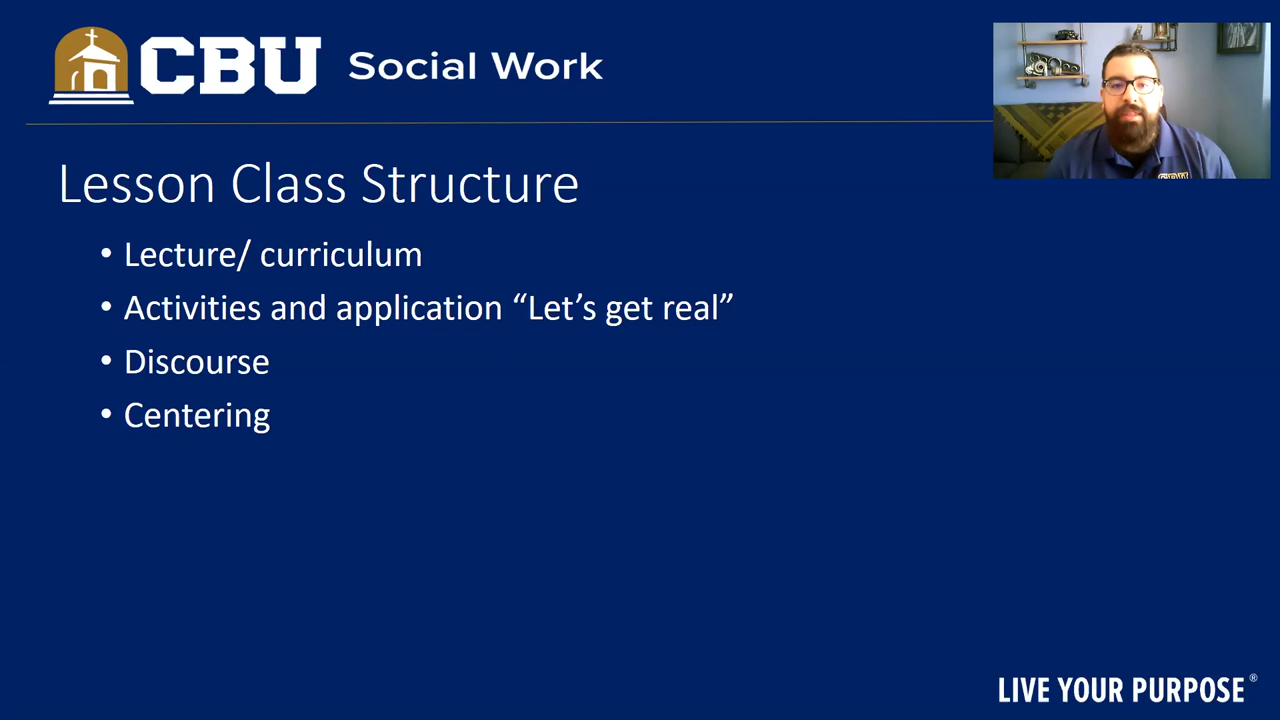 CBU Social Work
Lesson Class Structure
• Lecture/ curriculum
• Activities and application “Let’s get real”
• Discourse
• Centering
CBU
LIVE YOUR PURPOSE®